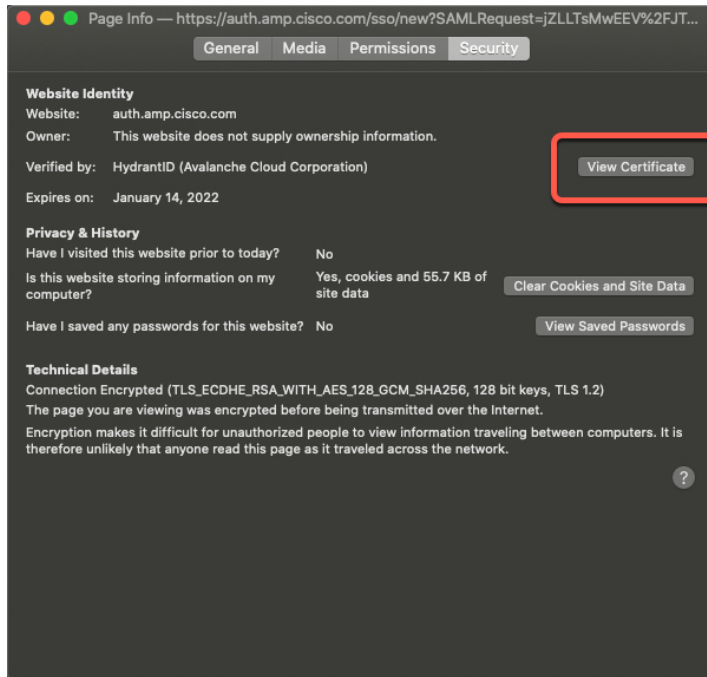 Page Info — https://auth.amp.cisco.com/sso/new?SAMLRequest=jZLLTsMwEEV%2FJT...
General Media Permissions Security
Website Identity
Website: auth.amp.cisco.com
Owner: This website does not supply ownership information.
Verified by: HydrantID (Avalanche Cloud Corporation) View Certificate
Expires on: January 14, 2022
Privacy & History
Have I visited this website prior to today? No
Is this website storing information on my computer? Yes, cookies and 55.7 KB of site data Clear Cookies and Site Data
Have I saved any passwords for this website? No View Saved Passwords
Technical Details
Connection Encrypted (TLS_ECDHE_RSA_WITH_AES_128_GCM_SHA256, 128 bit keys, TLS 1.2)
The page you are viewing was encrypted before being transmitted over the Internet.
Encryption makes it difficult for unauthorized people to view information traveling between computers. It is
therefore unlikely that anyone read this page as it traveled across the network.
?